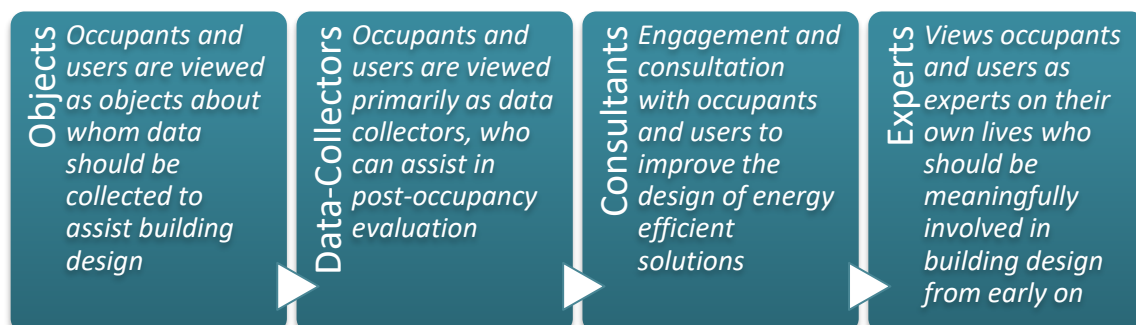 Objects
Occupants and
users are viewed
as objects about
whom data
should be
collected to
assist building
design
Data-Collectors
Occupants and
users are viewed
primarily as data
collectors, who
can assist in
post-occupancy
evaluation
Consultants
Engagement and
consultation
with occupants
and users to
improve the
design of energy
efficient
solutions
Experts
Views occupants
and users as
experts on their
own lives who
should be
meaningfully
involved in
building design
from early on